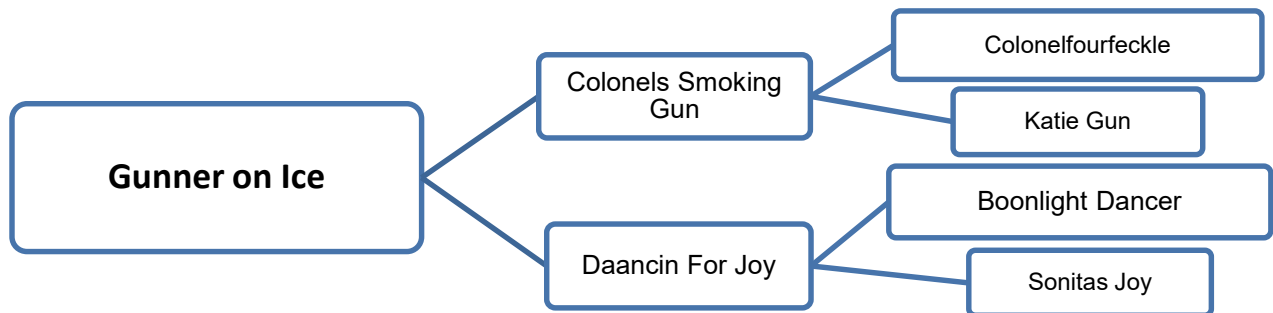 Colonelfourfeckle
Colonels Smoking
Gun
Katie Gun
Gunner on Ice
Boonlight Dancer
Daancin For Joy
Sonitas Joy